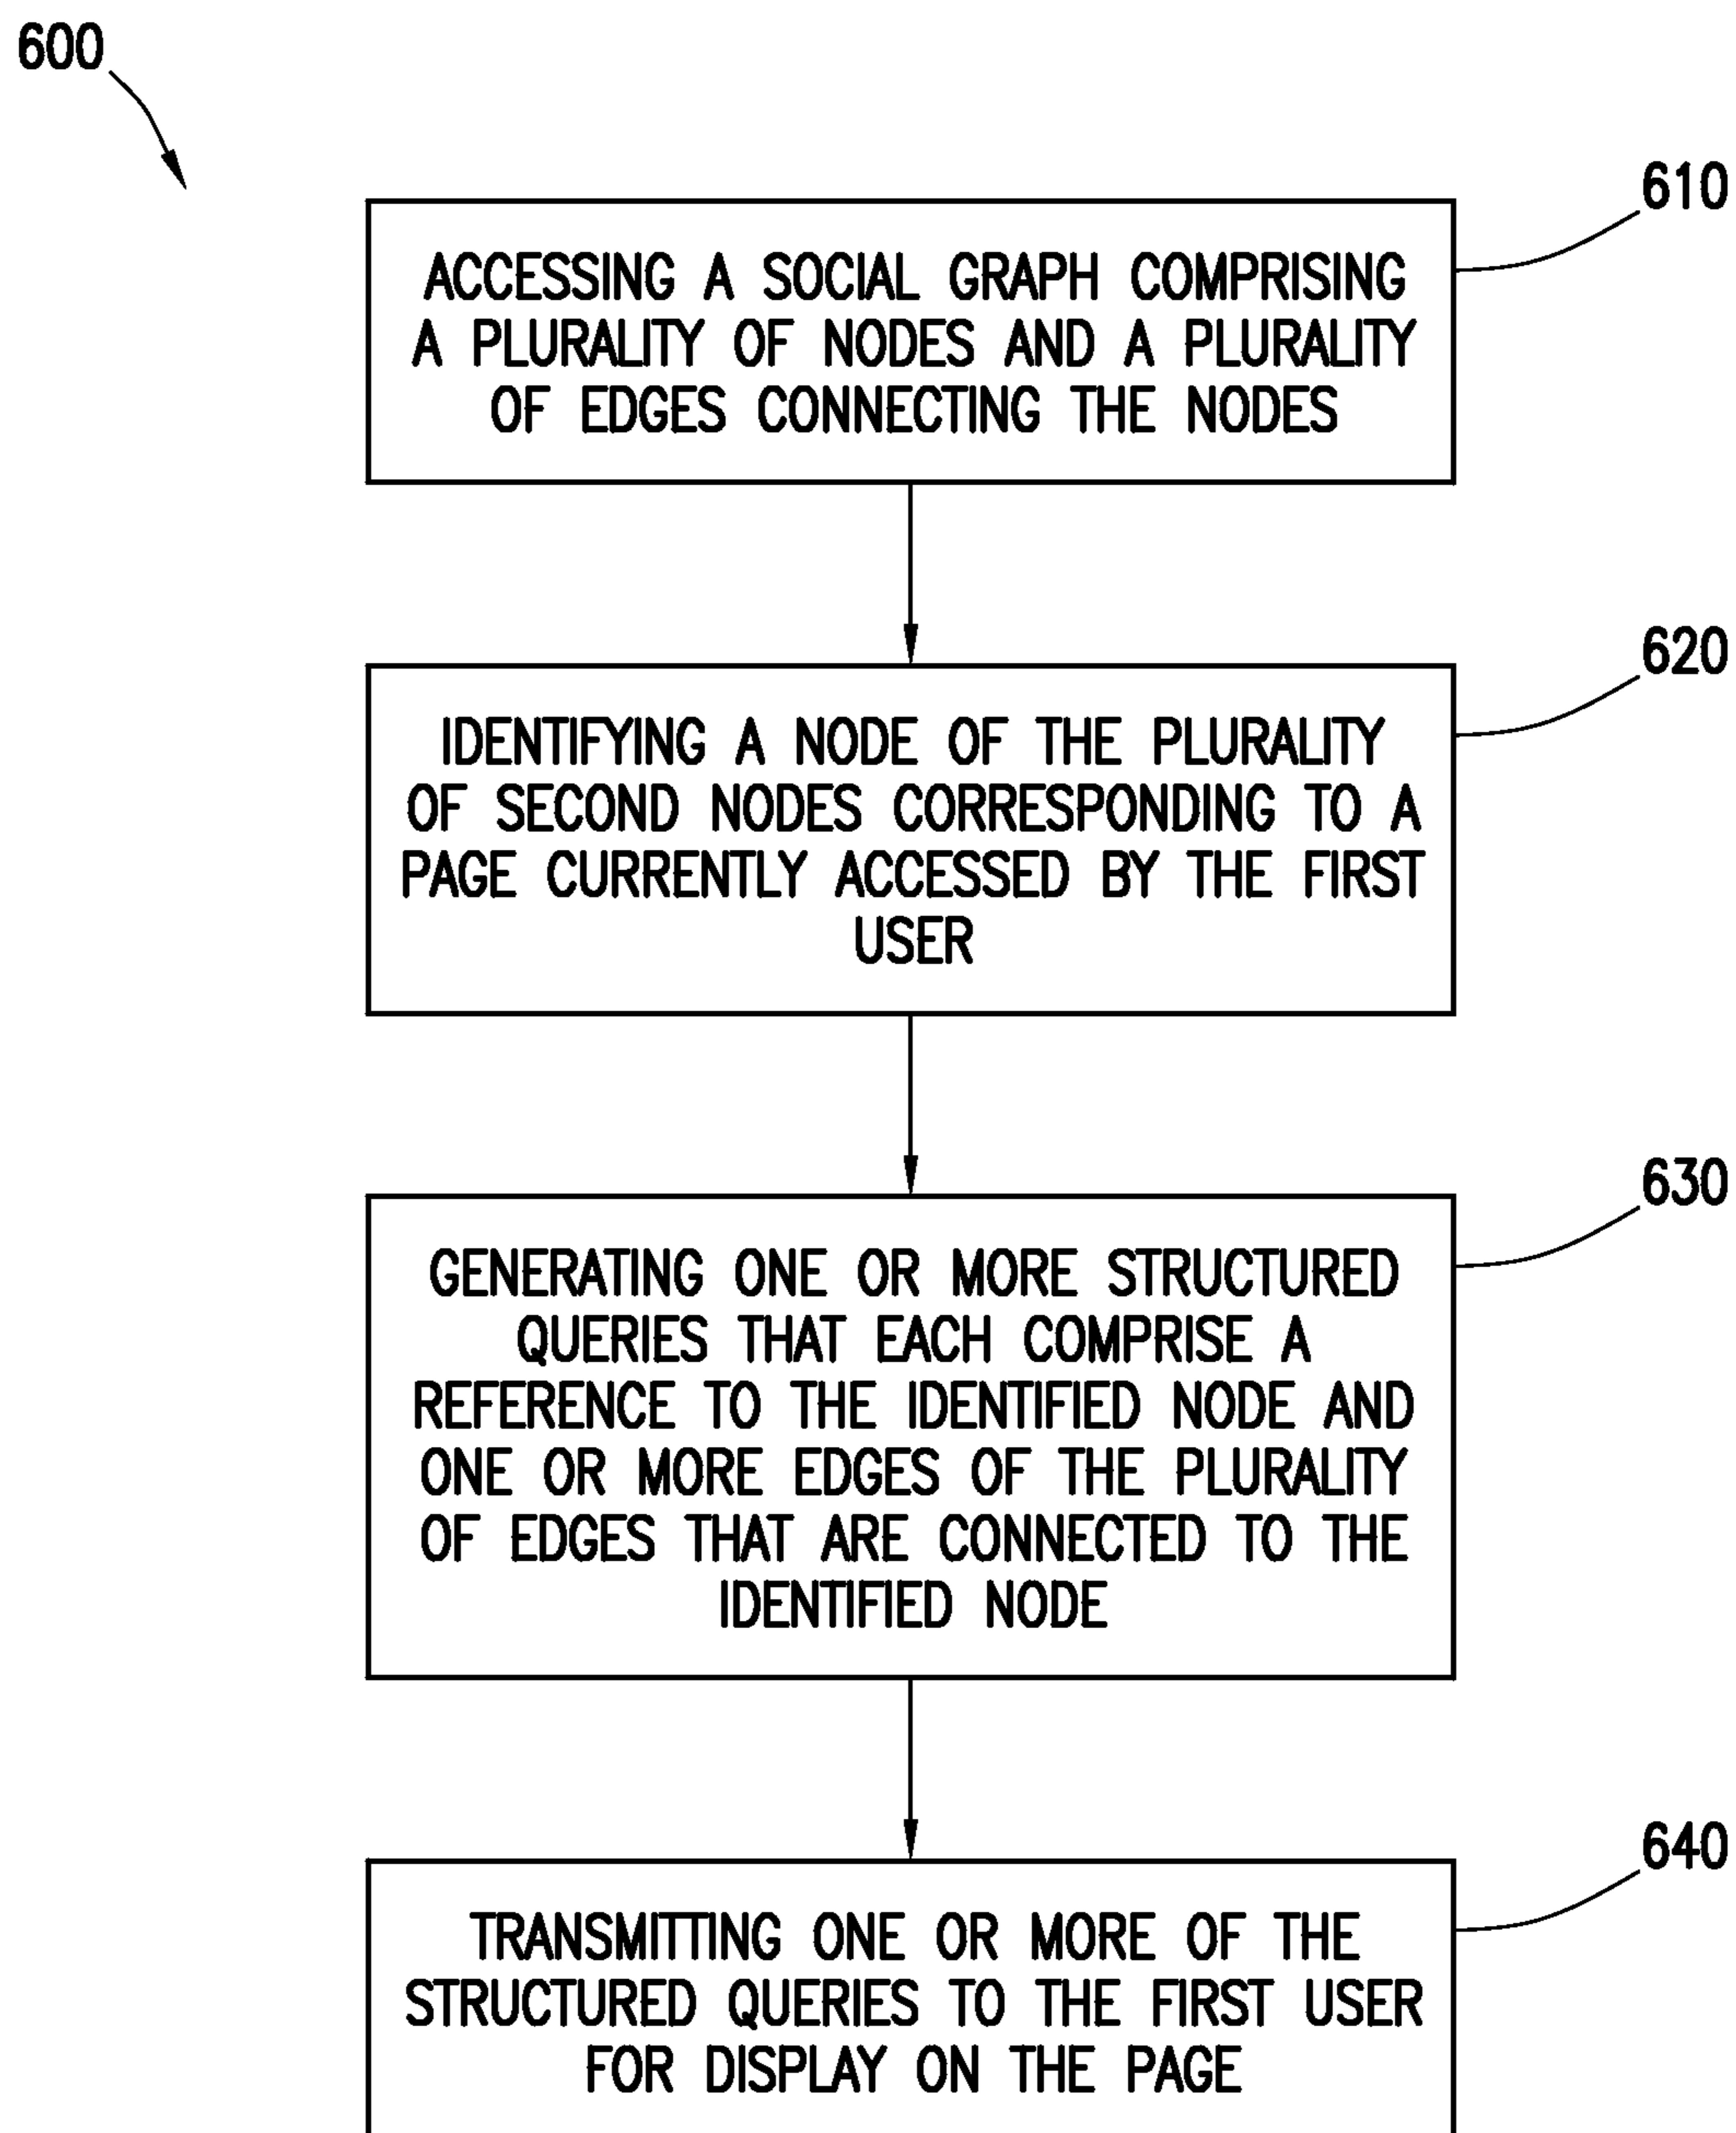 600
610
ACCESSING A SOCIAL GRAPH COMPRISING
A PLURALITY OF NODES AND A PLURALITY
OF EDGES CONNECTING THE NODES
620
IDENTIFYING A NODE OF THE PLURALITY
OF SECOND NODES CORRESPONDING TO A
PAGE CURRENTLY ACCESSED BY THE FIRST
USER
630
GENERATING ONE OR MORE STRUCTURED
QUERIES THAT EACH COMPRISE A
REFERENCE TO THE IDENTIFIED NODE AND
ONE OR MORE EDGES OF THE PLURALITY
OF EDGES THAT ARE CONNECTED TO THE
IDENTIFIED NODE
640
TRANSMITTING ONE OR MORE OF THE
STRUCTURED QUERIES TO THE FIRST USER
FOR DISPLAY ON THE PAGE